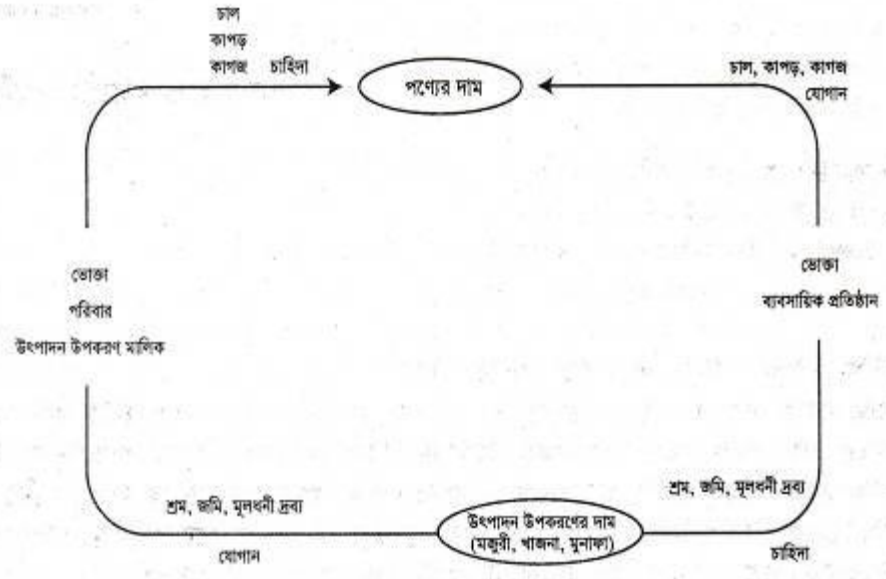 চাল
কাপড়
কাগজ চাহিদা
পণ্যের দাম
চাল, কাপড়, কাগজ
যোগান
ভোক্তা
পরিবার
উৎপাদন উপকরণ মালিক
ভোক্তা
ব্যবসায়িক প্রতিষ্ঠান
শ্রম, জমি, মূলধনী দ্রব্য
যোগান
উৎপাদন উপকরণের দাম
(মজুরী, খাজনা, মুনাফা)
শ্রম, জমি, মূলধনী দ্রব্য
চাহিদা